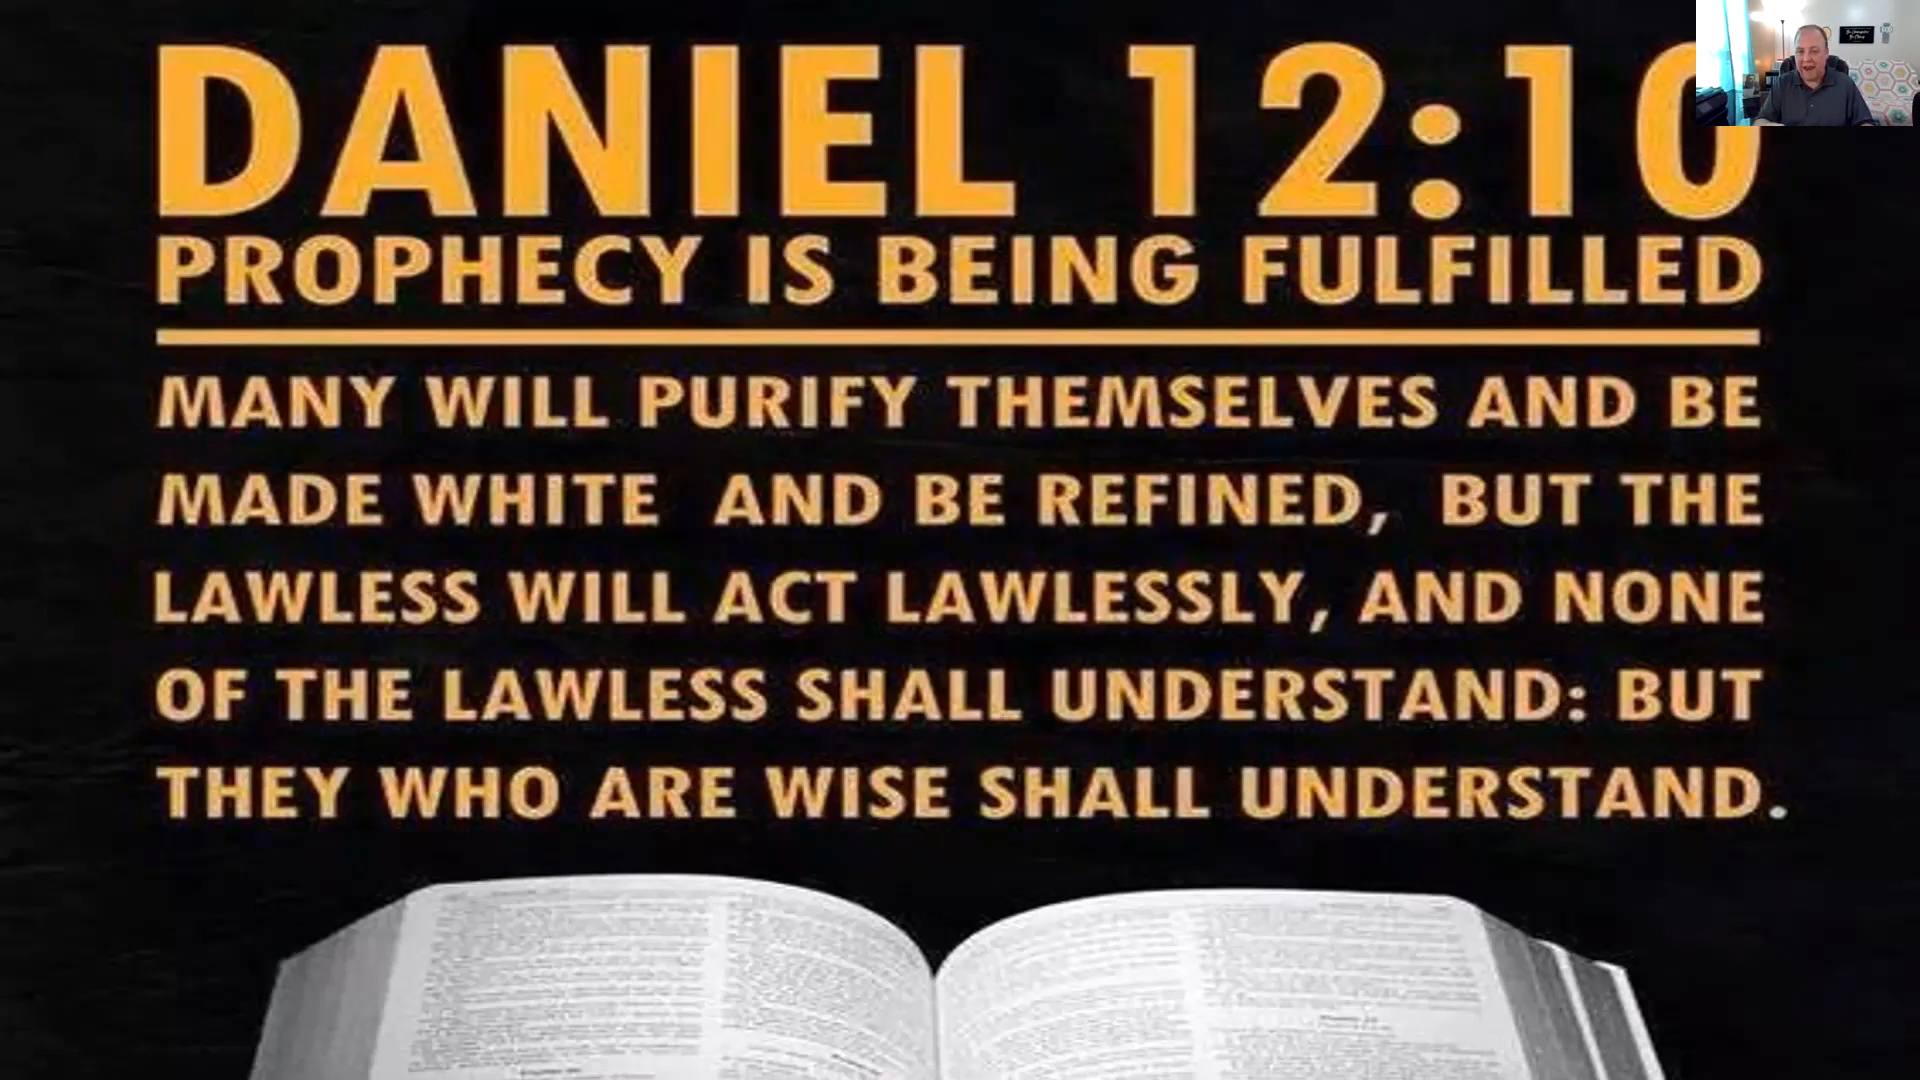 DANIEL 12:10
PROPHECY IS BEING FULFILLED
MANY WILL PURIFY THEMSELVES AND BE
MADE WHITE AND BE REFINED, BUT THE
LAWLESS WILL ACT LAWLESSLY, AND NONE
OF THE LAWLESS SHALL UNDERSTAND: BUT
THEY WHO ARE WISE SHALL UNDERSTAND.